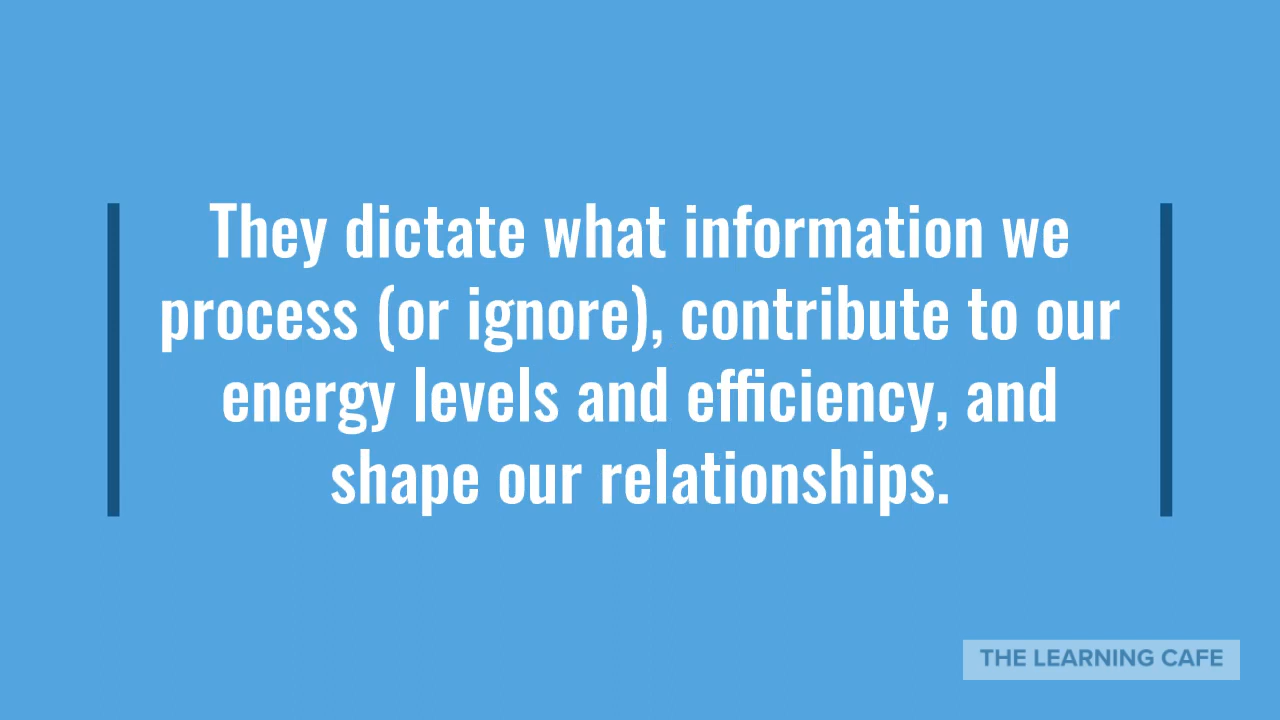 They dictate what information we
process (or ignore), contribute to our
energy levels and efficiency, and
shape our relationships.
THE LEARNING CAFE